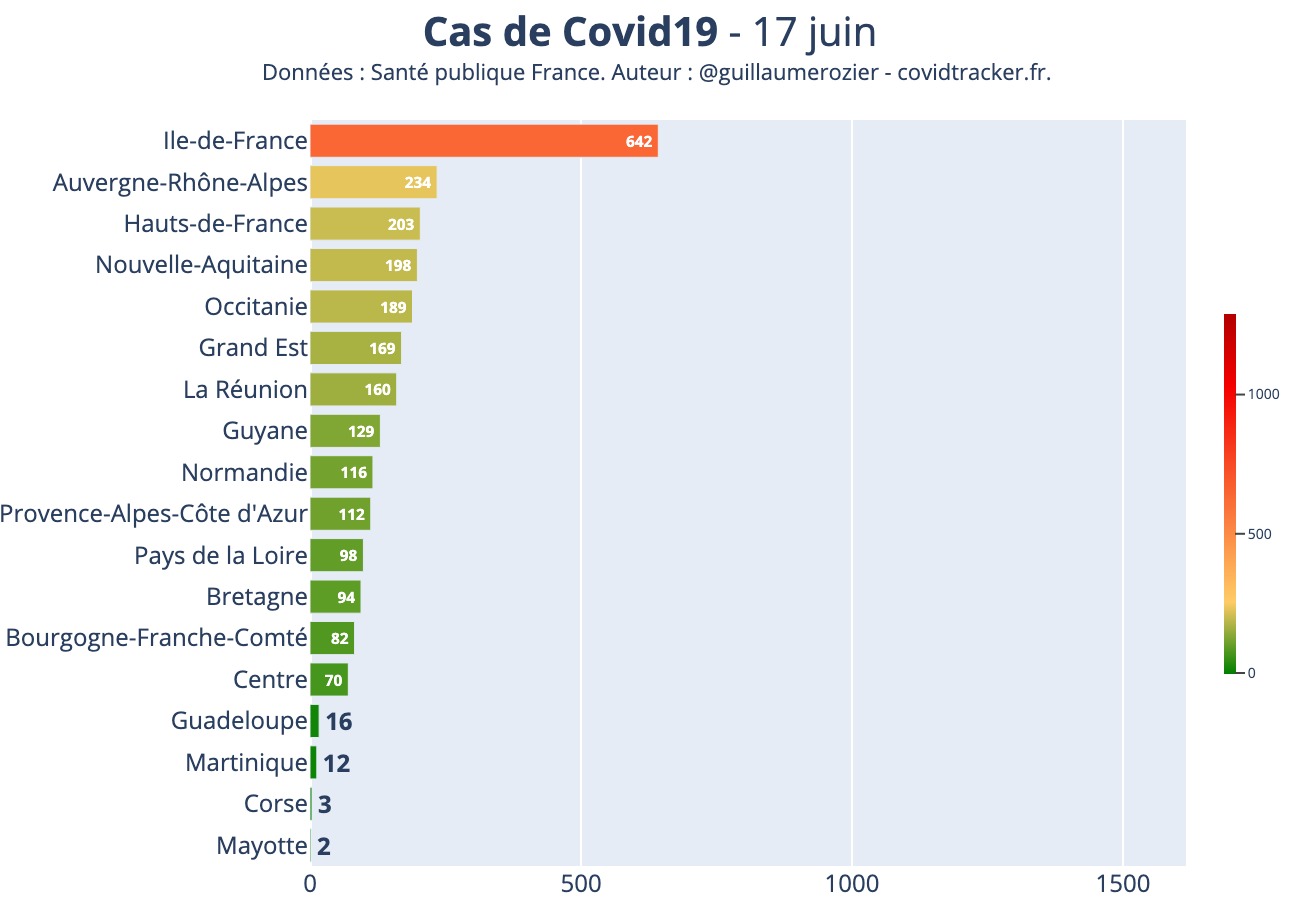 Cas de Covid19 - 17 juin
Données : Santé publique France. Auteur : @guillaumerozier - covidtracker.fr.
Ile-de-France 642
Auvergne-Rhône-Alpes 234
Hauts-de-France 203
Nouvelle-Aquitaine 198
Occitanie 189
Grand Est 169
La Réunion 160
Guyane 129
Normandie 116
Provence-Alpes-Côte d'Azur 112
Pays de la Loire 98
Bretagne 94
Bourgogne-Franche-Comté 82
Centre 70
Guadeloupe 16
Martinique 12
Corse 3
Mayotte 2
0 500 1000 1500
1000
500
0